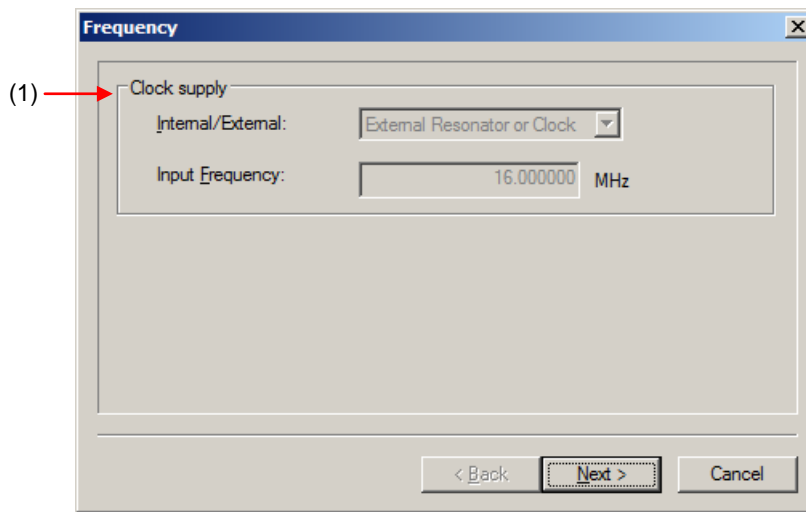 Frequency
(1)
Clock supply
Internal/External: External Resonator or Clock
Input Frequency: 16.000000 MHz
< Back Next > Cancel